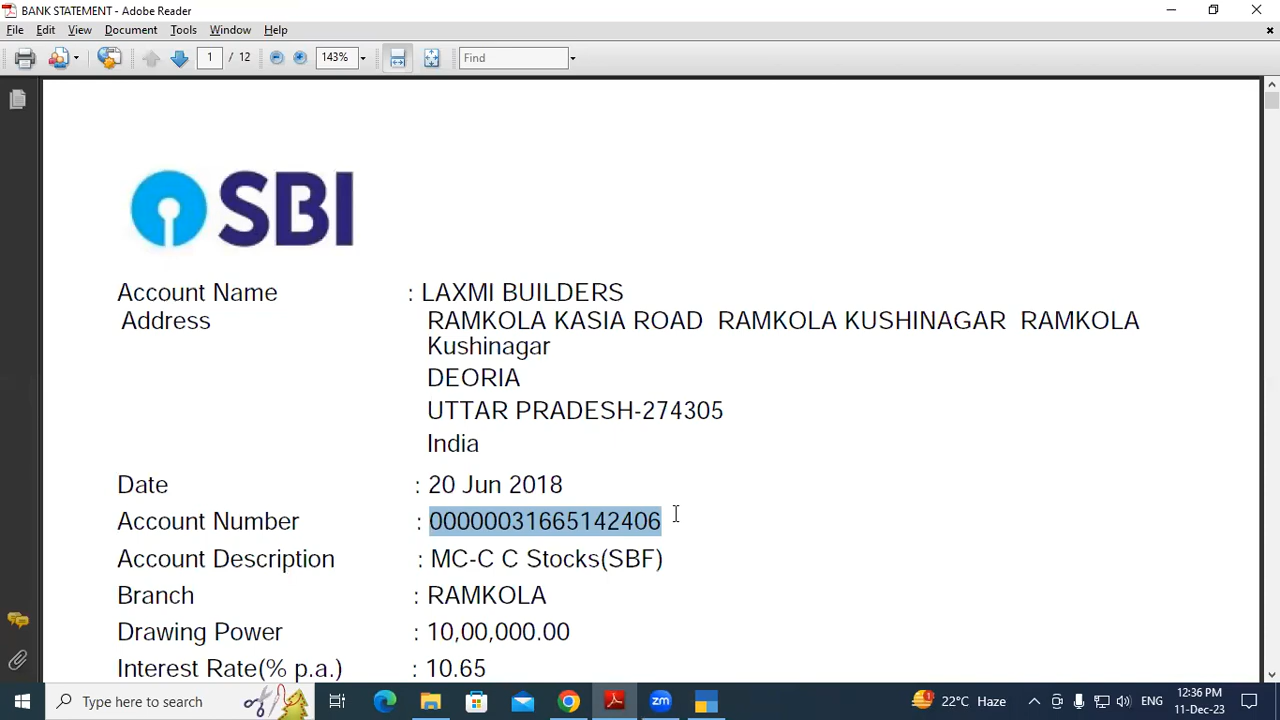 BANK STATEMENT - Adobe Reader
File Edit View Document Tools Window Help
1 / 12 143% Find
SBI
Account Name : LAXMI BUILDERS
Address RAMKOLA KASIA ROAD RAMKOLA KUSHINAGAR RAMKOLA
Kushinagar
DEORIA
UTTAR PRADESH-274305
India
Date : 20 Jun 2018
Account Number : 00000031665142406
Account Description : MC-C C Stocks(SBF)
Branch : RAMKOLA
Drawing Power : 10,00,000.00
Interest Rate(% p.a.) : 10.65
Type here to search zm 22°C Haze ENG 12:36 PM
11-Dec-23